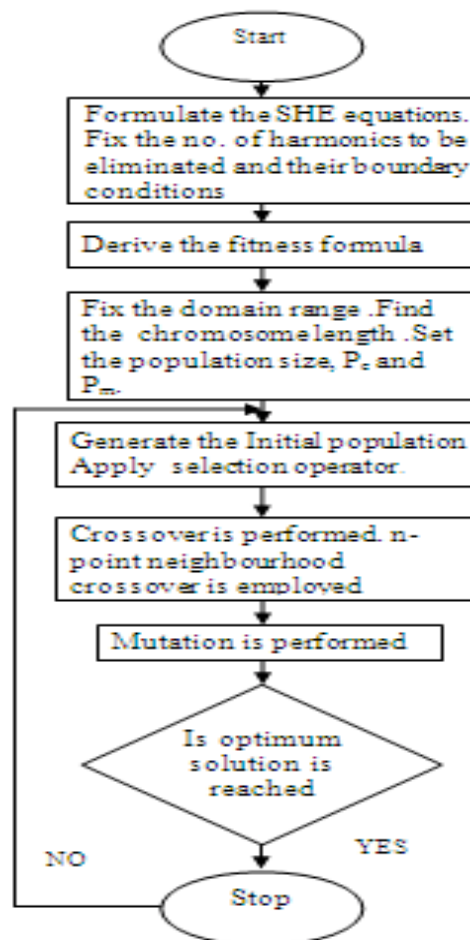 Start
Formulate the SHE equations.
Fix the no. of harmonics to be
eliminated and their boundary
conditions
Derive the fitness formula
Fix the domain range .Find
the chromosome length .Set
the population size, Pc and
Pm.
Generate the Initial population
Apply selection operator.
Crossover is performed. n-
point neighbourhood
crossover is employed
Mutation is performed
Is optimum
solution is
reached
NO
YES
Stop